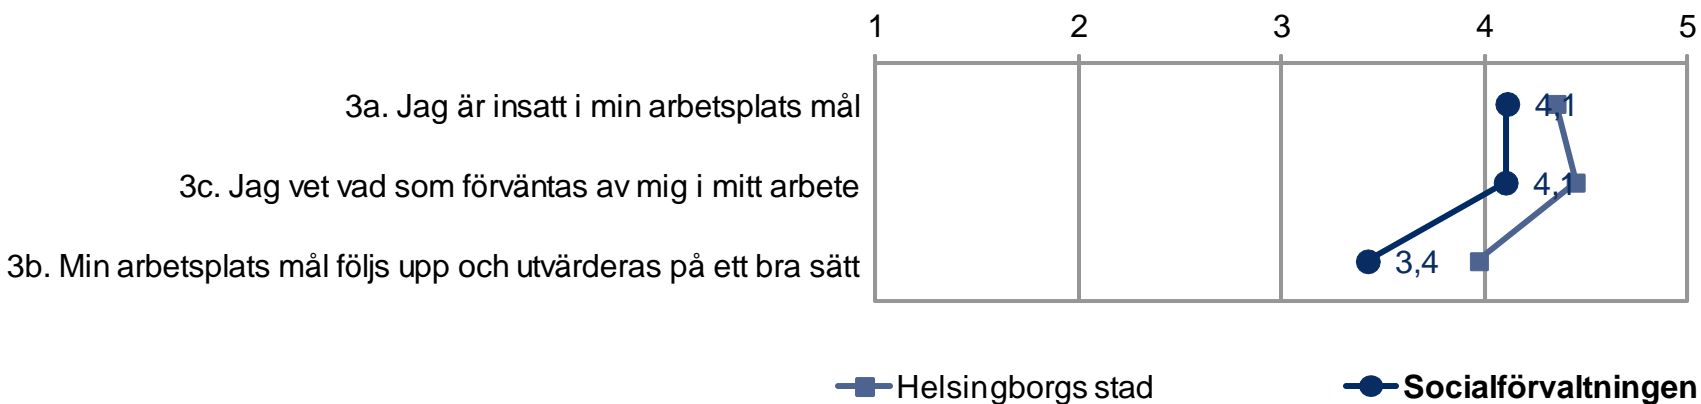 1 2 3 4 5
3a. Jag är insatt i min arbetsplats mål 4,1
3c. Jag vet vad som förväntas av mig i mitt arbete 4,1
3b. Min arbetsplats mål följs upp och utvärderas på ett bra sätt 3,4
Helsingborgs stad Socialförvaltningen